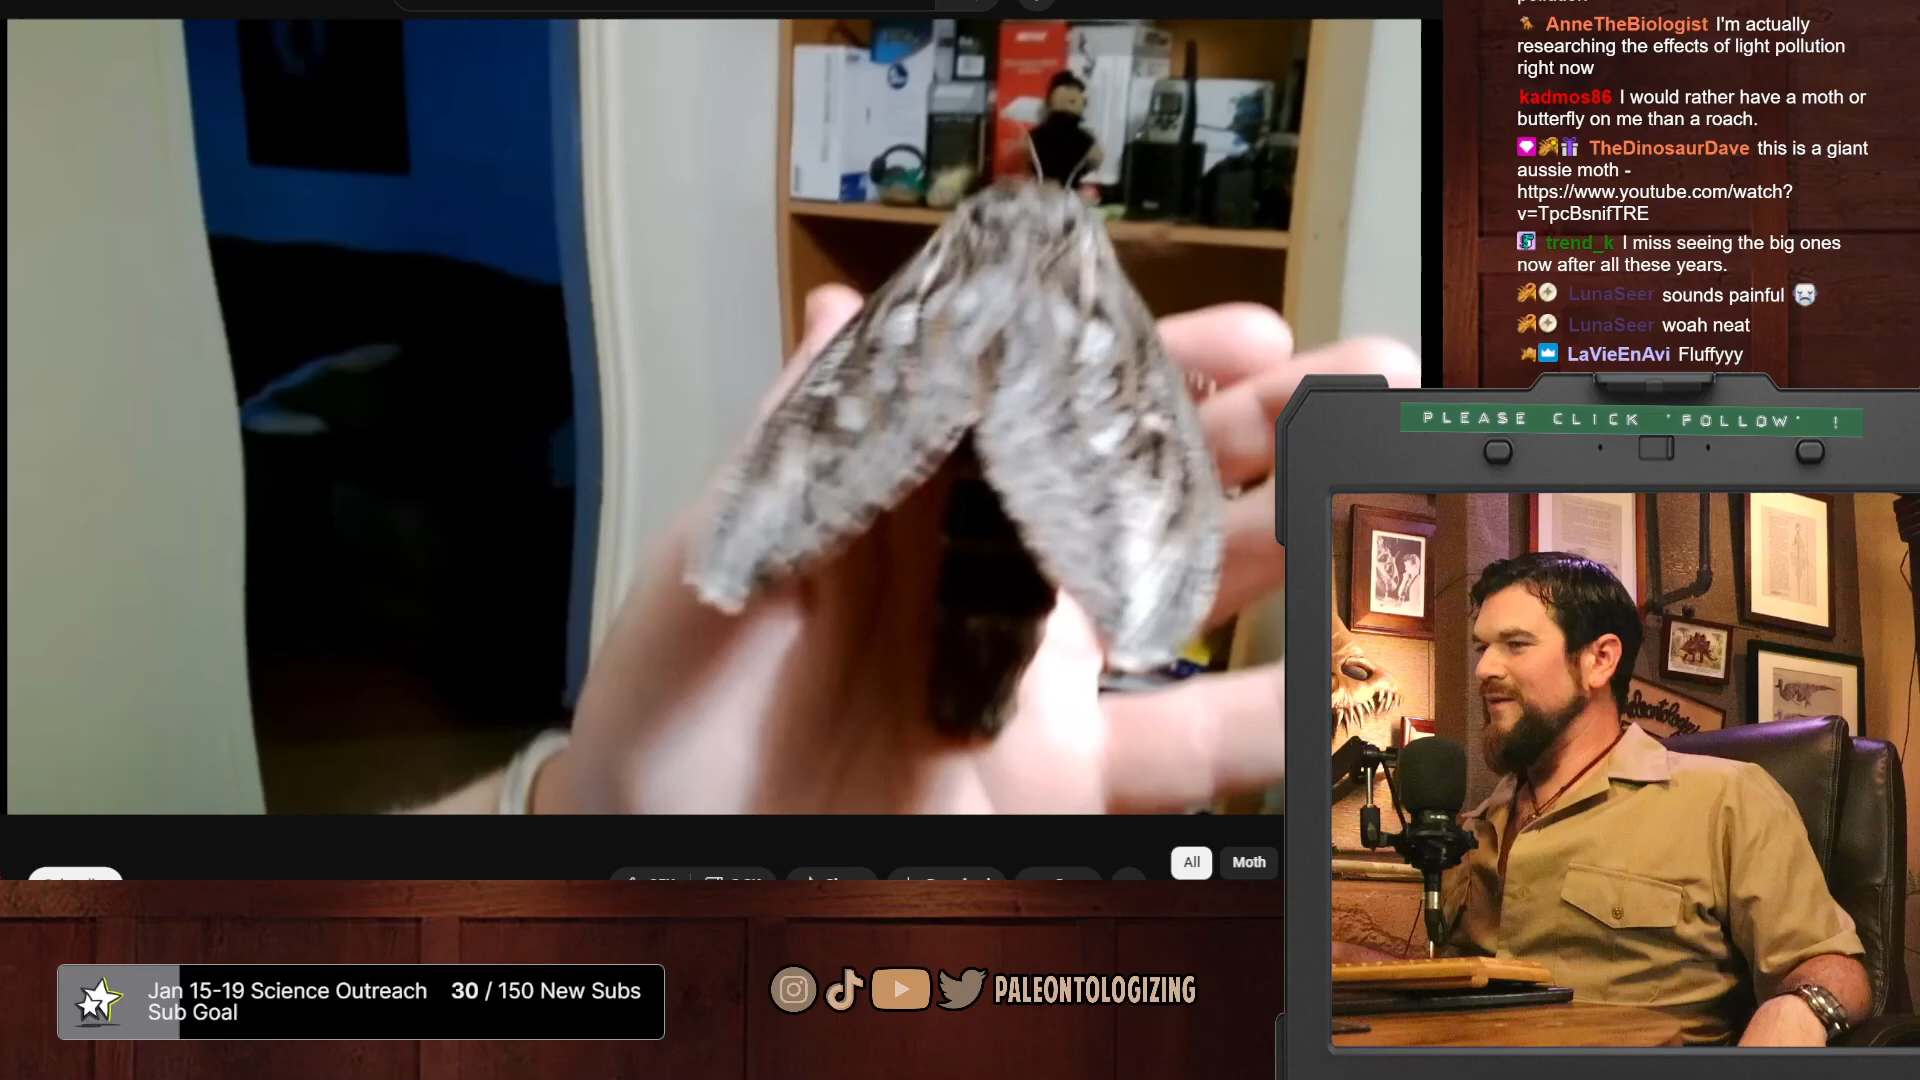 AnneTheBiologist I'm actually
researching the effects of light pollution
right now
kadmos86 I would rather have a moth or
butterfly on me than a roach.
TheDinosaurDave this is a giant
aussie moth -
https://www.youtube.com/watch?
v=TpcBsnifTRE
trend_k I miss seeing the big ones
now after all these years.
LunaSeer sounds painful
LunaSeer woah neat
LaVieEnAvi Fluffyyy
PLEASE CLICK "FOLLOW" !
All
Moth
Jan 15-19 Science Outreach
Sub Goal
30 / 150 New Subs
PALEONTOLOGIZING